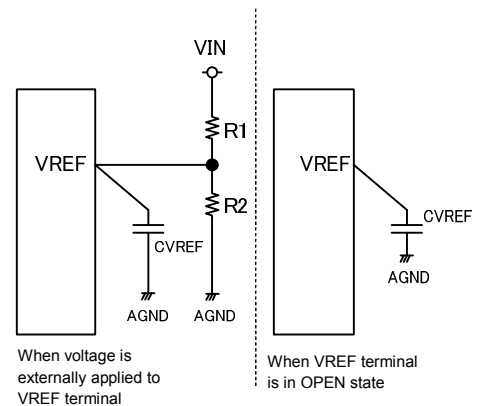 VIN
R1
VREF
R2
CVREF
AGND
AGND
When voltage is
externally applied to
VREF terminal
VREF
CVREF
AGND
When VREF terminal
is in OPEN state